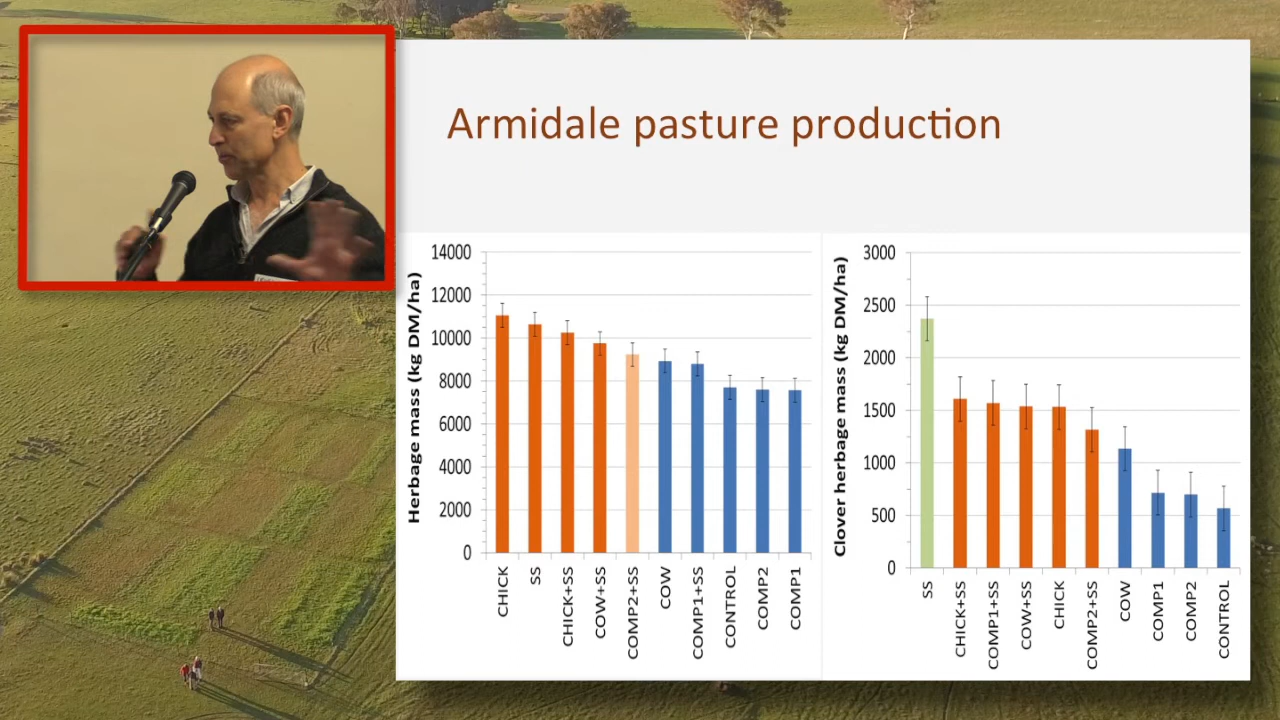 Armidale pasture production
Herbage mass (kg DM/ha)
14000
12000
10000
8000
6000
4000
2000
0
CHICK
SS
CHICK+SS
COW+SS
COMP2+SS
COW
COMP1+SS
CONTROL
COMP2
COMP1
Clover herbage mass (kg DM/ha)
3000
2500
2000
1500
1000
500
0
SS
CHICK+SS
COMP1+SS
COW+SS
CHICK
COMP2+SS
COW
COMP1
COMP2
CONTROL